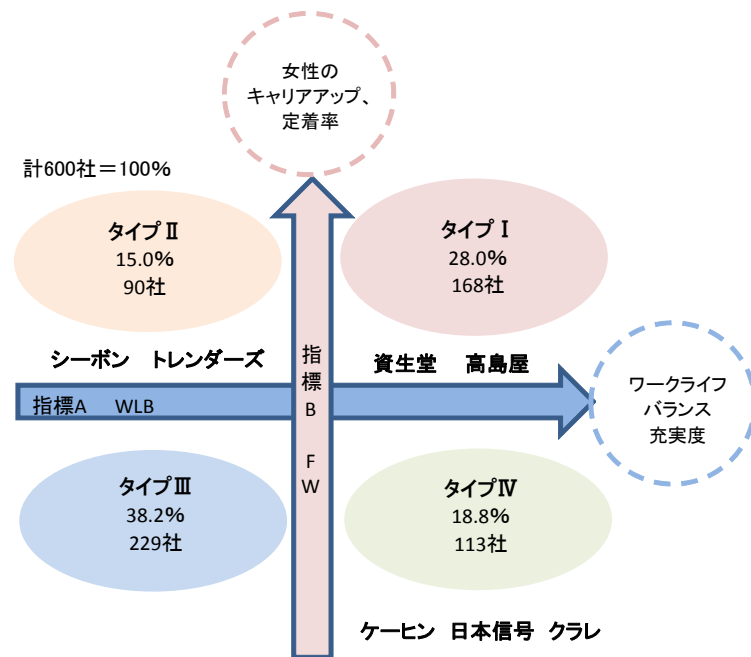 女性の
キャリアアップ、
定着率
計600社＝100%
タイプⅡ
15.0%
90社
タイプⅠ
28.0%
168社
シーボン　トレンダーズ
資生堂　高島屋
指標B　FW
指標A　WLB
ワークライフ
バランス
充実度
タイプⅢ
38.2%
229社
タイプⅣ
18.8%
113社
ケーヒン　日本信号　クラレ